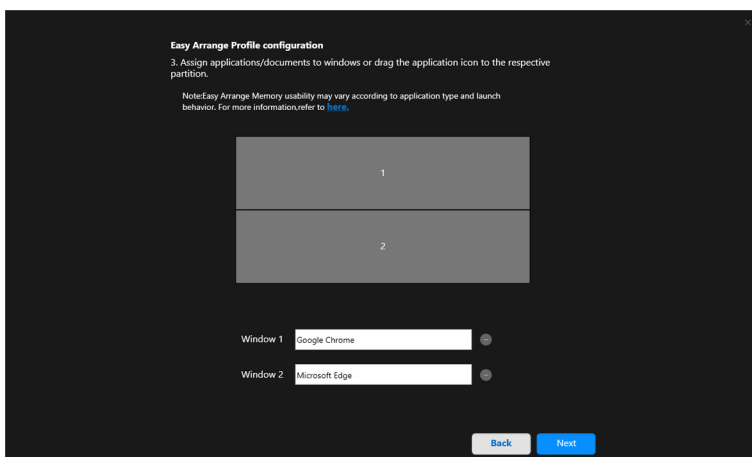 Easy Arrange Profile configuration
3. Assign applications/documents to windows or drag the application icon to the respective
partition.
Note:Easy Arrange Memory usability may vary according to application type and launch
behavior. For more information,refer to here.
1
2
Window 1 Google Chrome
Window 2 Microsoft Edge
Back Next